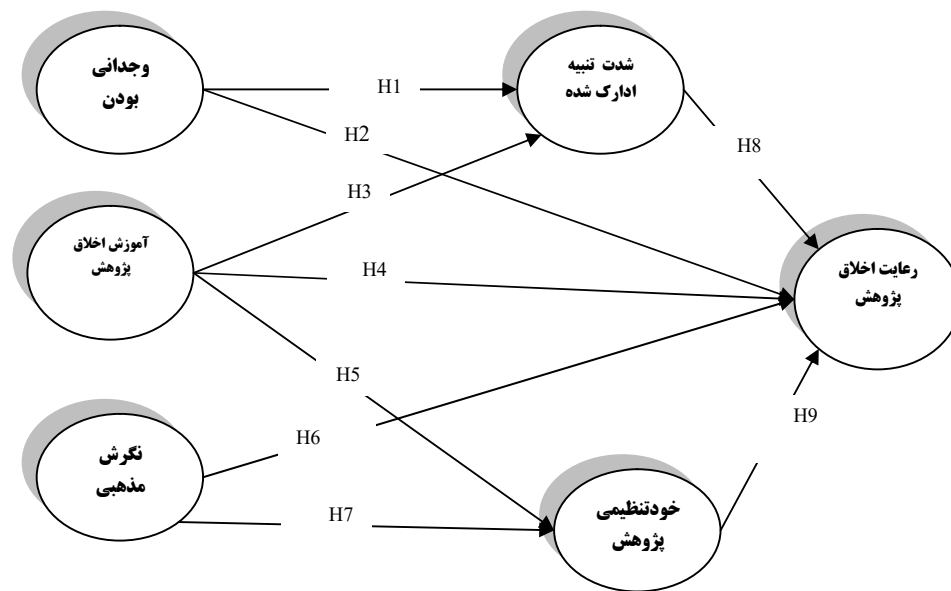 وجدانی
بودن
شدت تنبیه
ادارک شده
H1
H2
H8
H3
آموزش اخلاق
پژوهش
H4
رعایت اخلاق
پژوهش
H5
H9
نگرش
مذهبی
H6
H7
خودتنظیمی
پژوهش